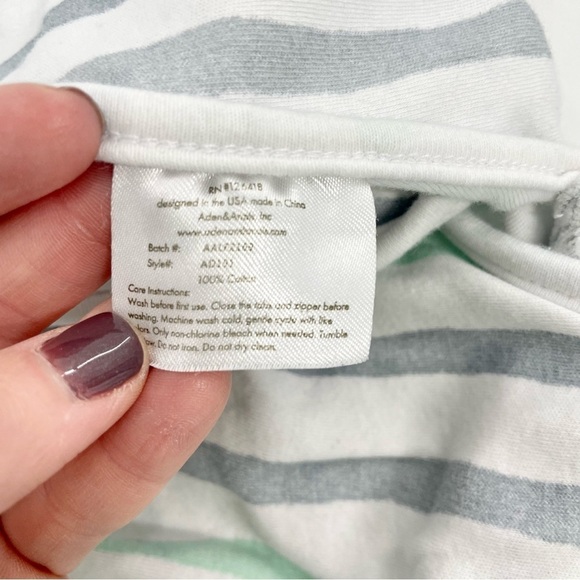 RN #126418
designed in the USA made in China
Aden&Anais, Inc
www.adenandanais.com
Batch #:
Style#: AD101
100% Cotton
Care Instructions:
Wash before first use. Close the tabs and zipper before
washing. Machine wash cold, gentle cycle with like
colors. Only non-chlorine bleach when needed. Tumble
Do not iron. Do not dry clean.